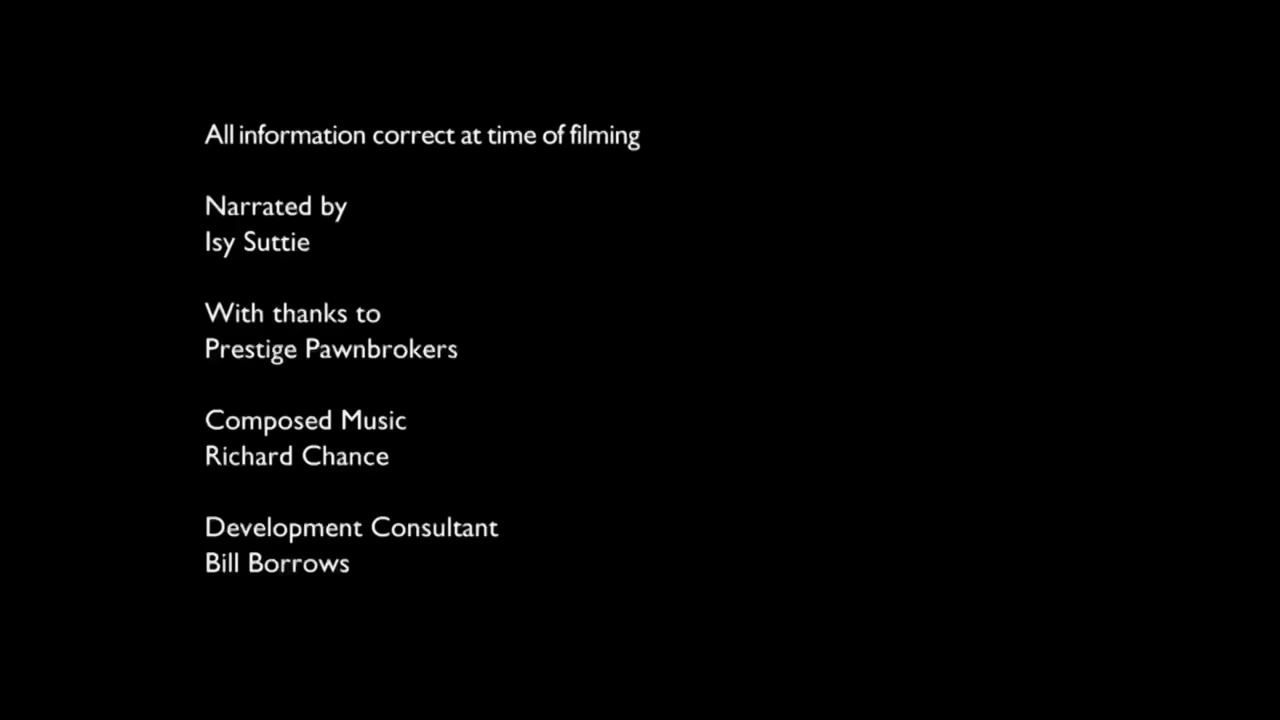 All information correct at time of filming
Narrated by
Isy Suttie
With thanks to
Prestige Pawnbrokers
Composed Music
Richard Chance
Development Consultant
Bill Borrows